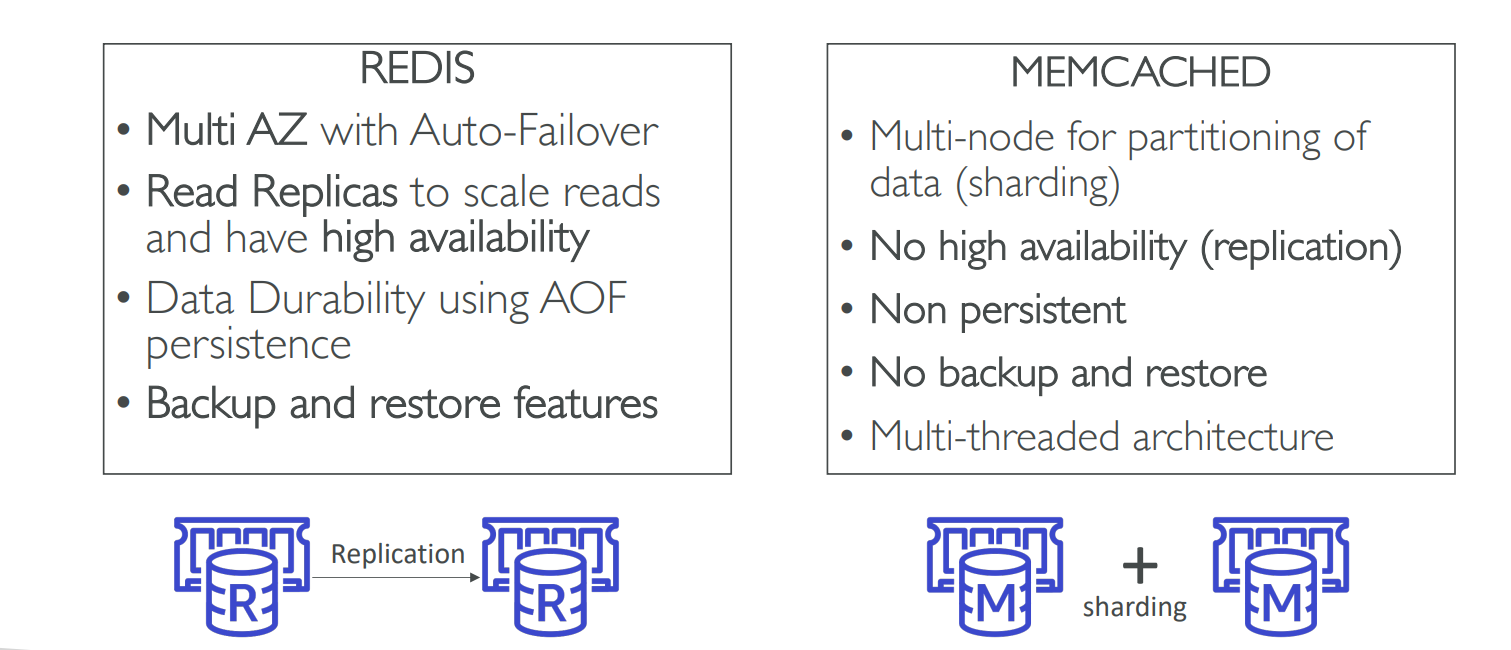 REDIS
• Multi AZ with Auto-Failover
• Read Replicas to scale reads
and have high availability
• Data Durability using AOF
persistence
• Backup and restore features
MEMCACHED
• Multi-node for partitioning of
data (sharding)
• No high availability (replication)
• Non persistent
• No backup and restore
• Multi-threaded architecture
R
Replication
R
M
+
sharding
M